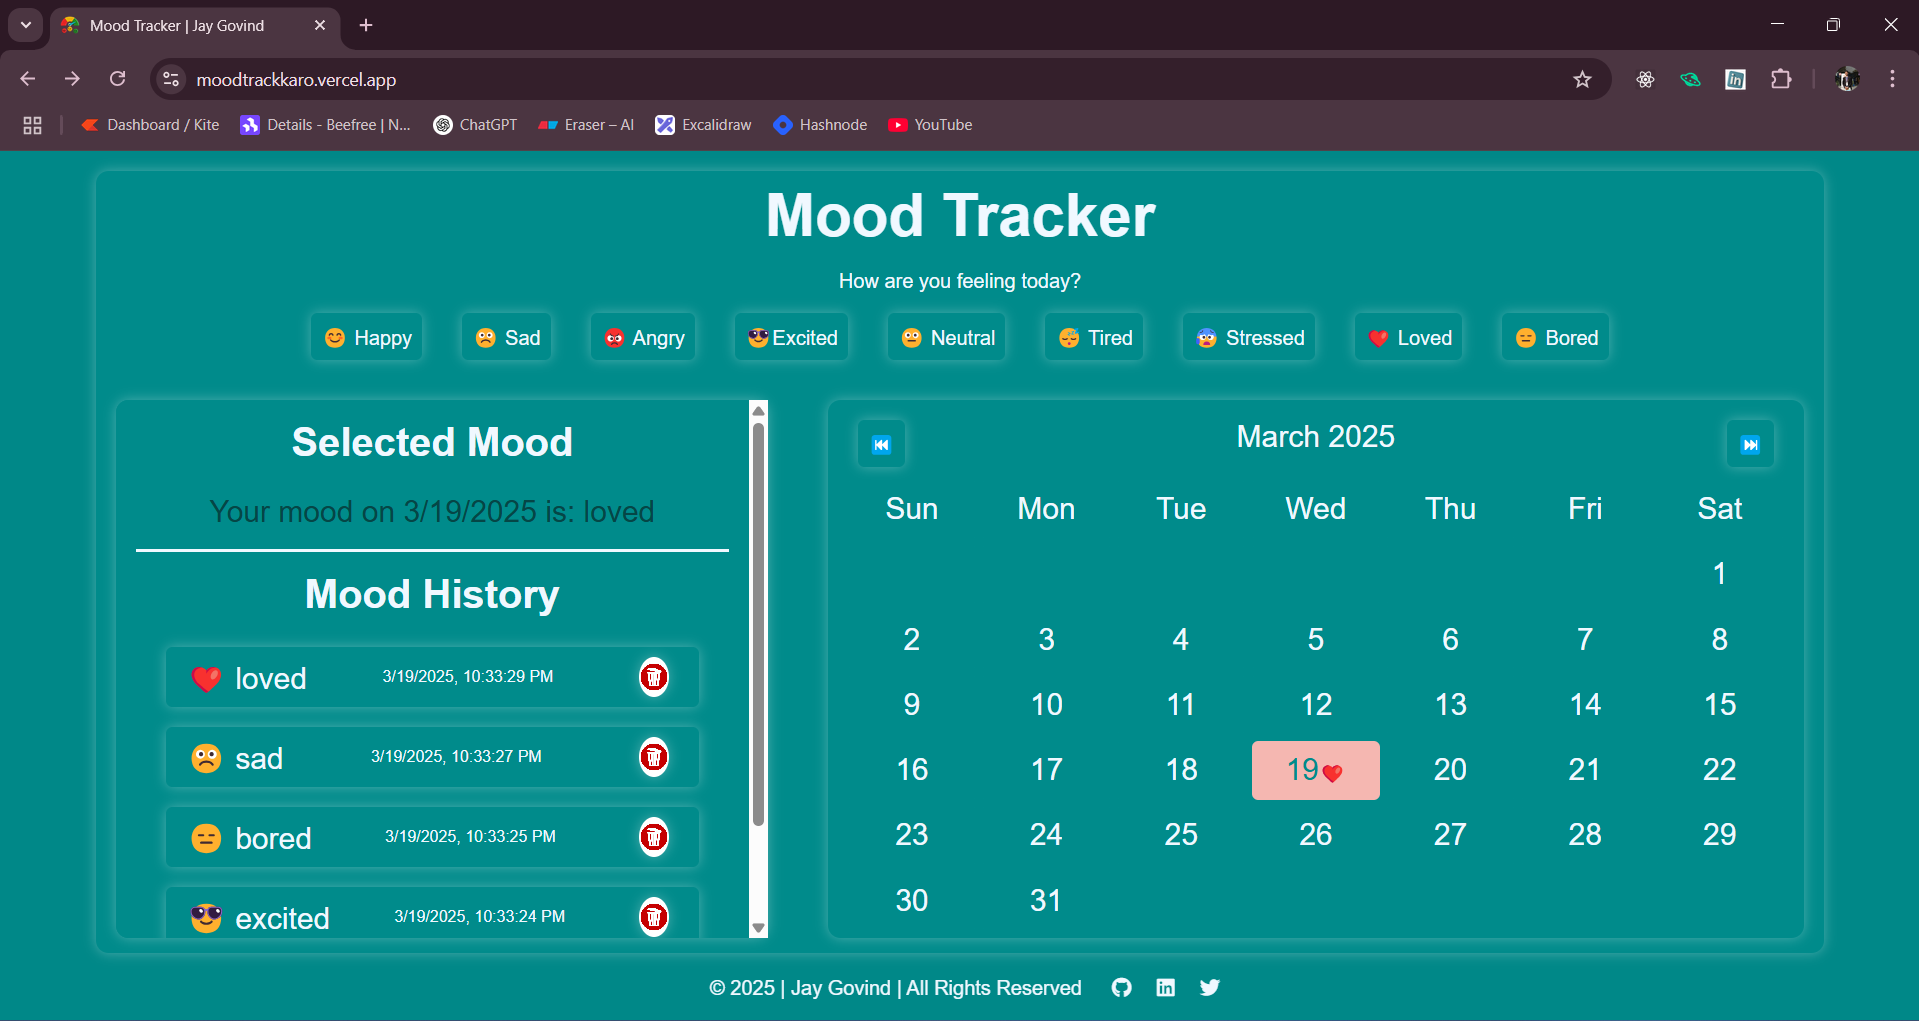 Mood Tracker | Jay Govind
moodtrackkaro.vercel.app
Dashboard / Kite
Details - Beefree | N...
ChatGPT
Eraser – AI
Excalidraw
Hashnode
YouTube
Mood Tracker
How are you feeling today?
😊 Happy
🙁 Sad
😡 Angry
😎Excited
😐 Neutral
😴 Tired
😰 Stressed
❤️ Loved
😑 Bored
Selected Mood
Your mood on 3/19/2025 is: loved
Mood History
❤️ loved 3/19/2025, 10:33:29 PM
🙁 sad 3/19/2025, 10:33:27 PM
😑 bored 3/19/2025, 10:33:25 PM
😎 excited 3/19/2025, 10:33:24 PM
⏮️ March 2025 ⏭️
Sun Mon Tue Wed Thu Fri Sat
1
2 3 4 5 6 7 8
9 10 11 12 13 14 15
16 17 18 19❤️ 20 21 22
23 24 25 26 27 28 29
30 31
© 2025 | Jay Govind | All Rights Reserved